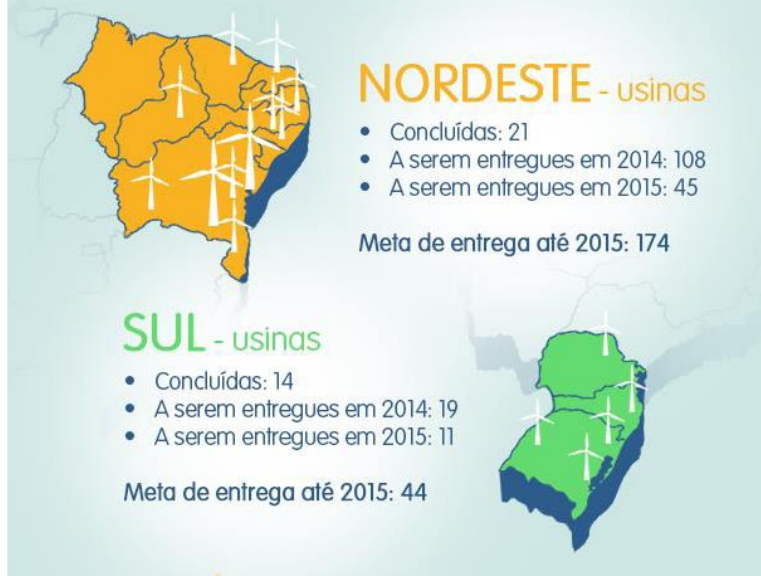 NORDESTE - usinas
• Concluídas: 21
• A serem entregues em 2014: 108
• A serem entregues em 2015: 45
Meta de entrega até 2015: 174
SUL - usinas
• Concluídas: 14
• A serem entregues em 2014: 19
• A serem entregues em 2015: 11
Meta de entrega até 2015: 44